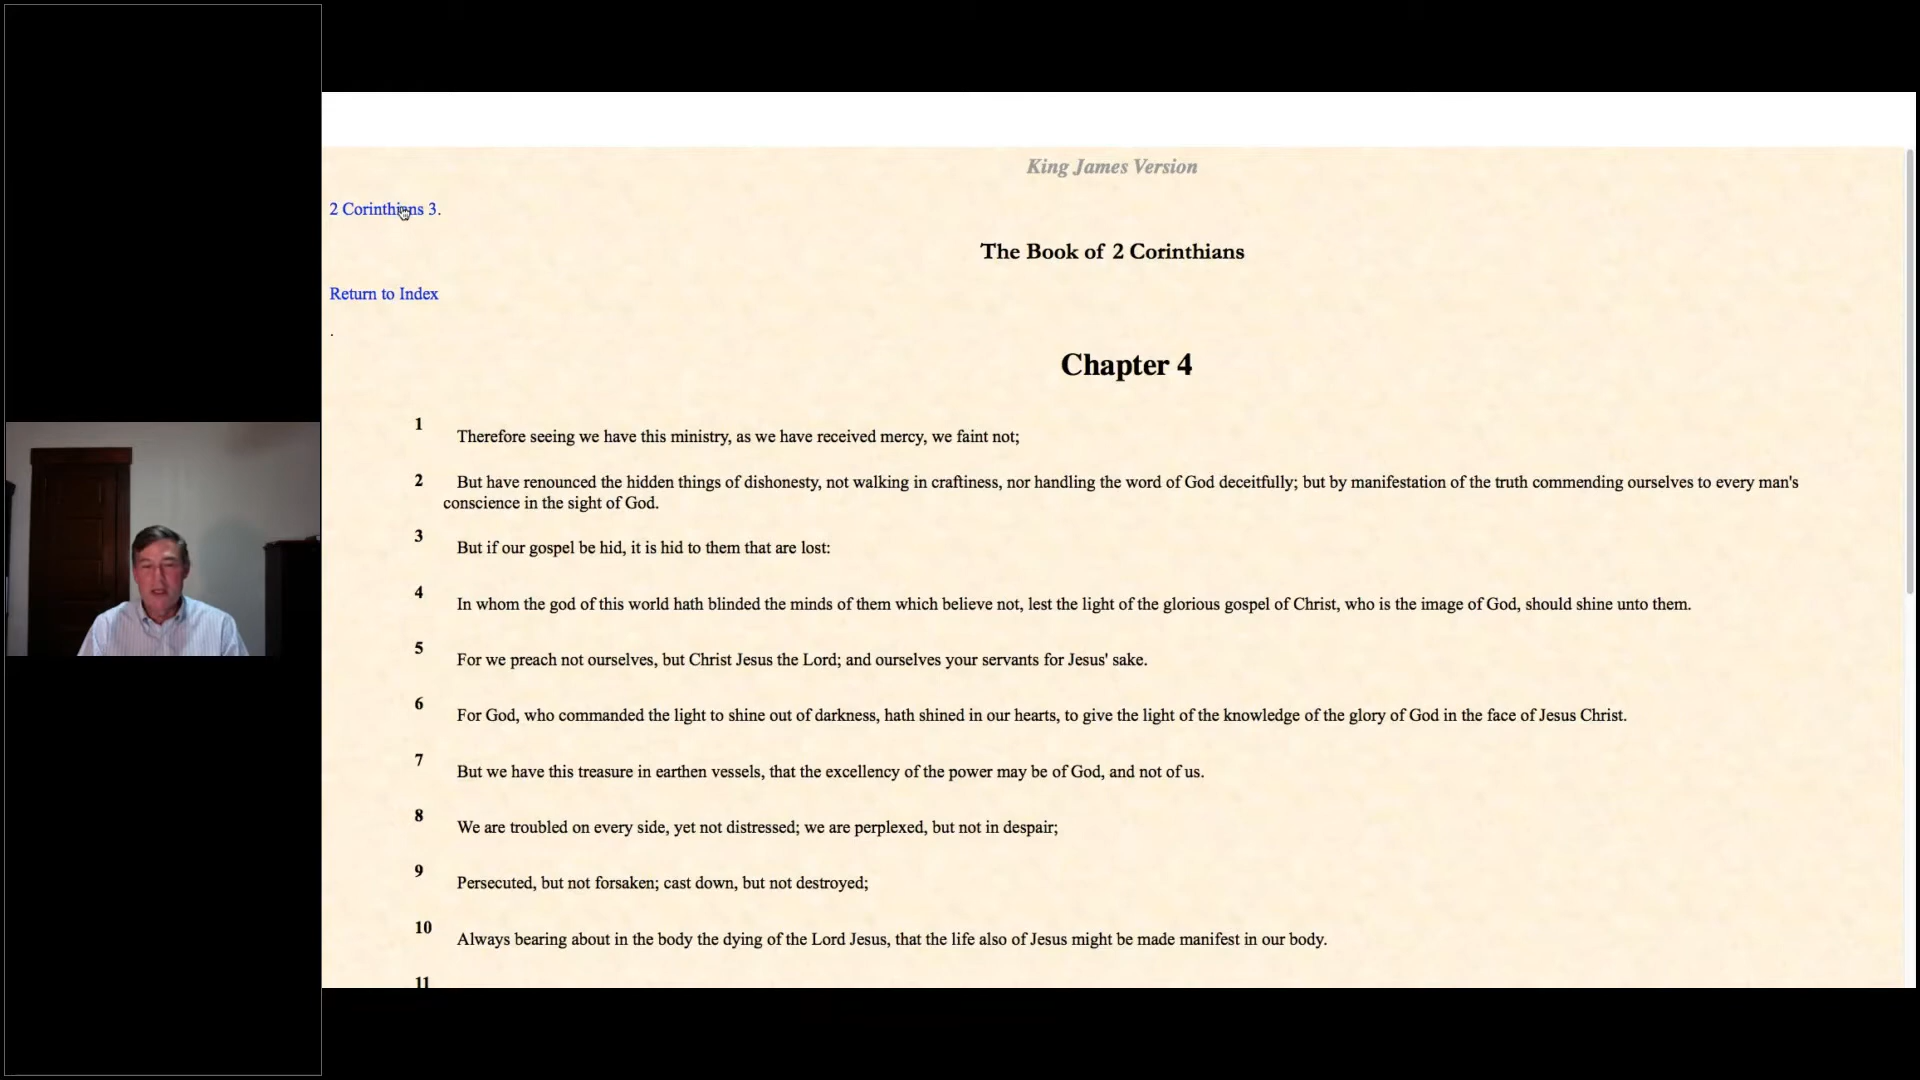 King James Version
2 Corinthians 3.
The Book of 2 Corinthians
Return to Index
.
Chapter 4
1 Therefore seeing we have this ministry, as we have received mercy, we faint not;
2 But have renounced the hidden things of dishonesty, not walking in craftiness, nor handling the word of God deceitfully; but by manifestation of the truth commending ourselves to every man's
conscience in the sight of God.
3 But if our gospel be hid, it is hid to them that are lost:
4 In whom the god of this world hath blinded the minds of them which believe not, lest the light of the glorious gospel of Christ, who is the image of God, should shine unto them.
5 For we preach not ourselves, but Christ Jesus the Lord; and ourselves your servants for Jesus' sake.
6 For God, who commanded the light to shine out of darkness, hath shined in our hearts, to give the light of the knowledge of the glory of God in the face of Jesus Christ.
7 But we have this treasure in earthen vessels, that the excellency of the power may be of God, and not of us.
8 We are troubled on every side, yet not distressed; we are perplexed, but not in despair;
9 Persecuted, but not forsaken; cast down, but not destroyed;
10 Always bearing about in the body the dying of the Lord Jesus, that the life also of Jesus might be made manifest in our body.
11